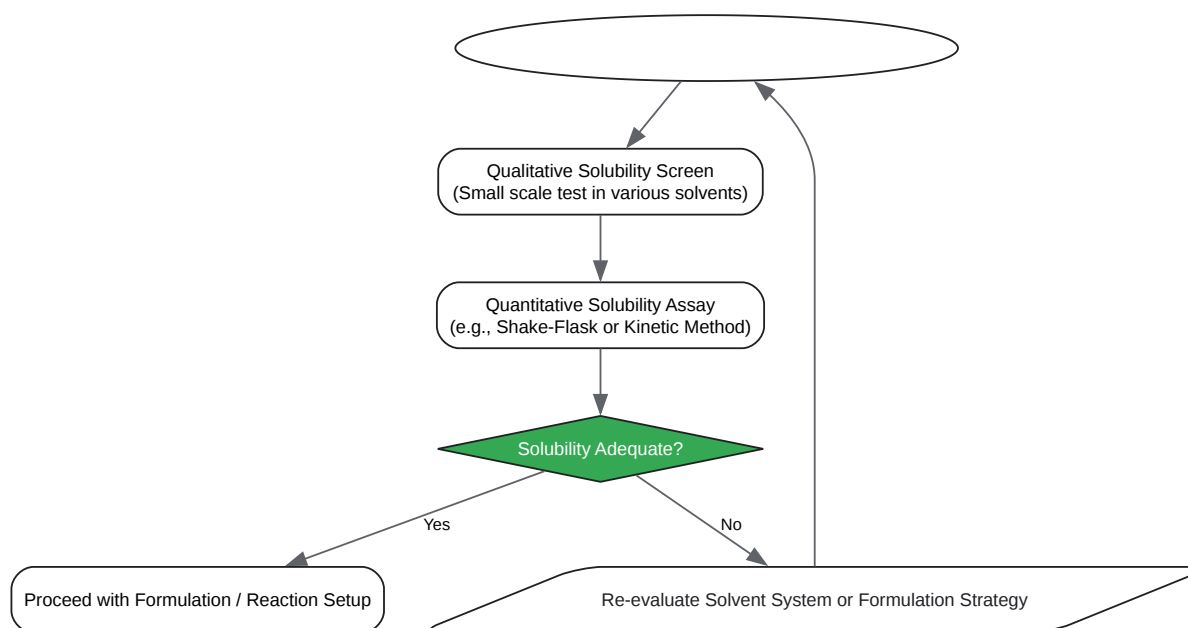 Qualitative Solubility Screen
(Small scale test in various solvents)
Quantitative Solubility Assay
(e.g., Shake-Flask or Kinetic Method)
Solubility Adequate?
Yes
No
Proceed with Formulation / Reaction Setup
Re-evaluate Solvent System or Formulation Strategy